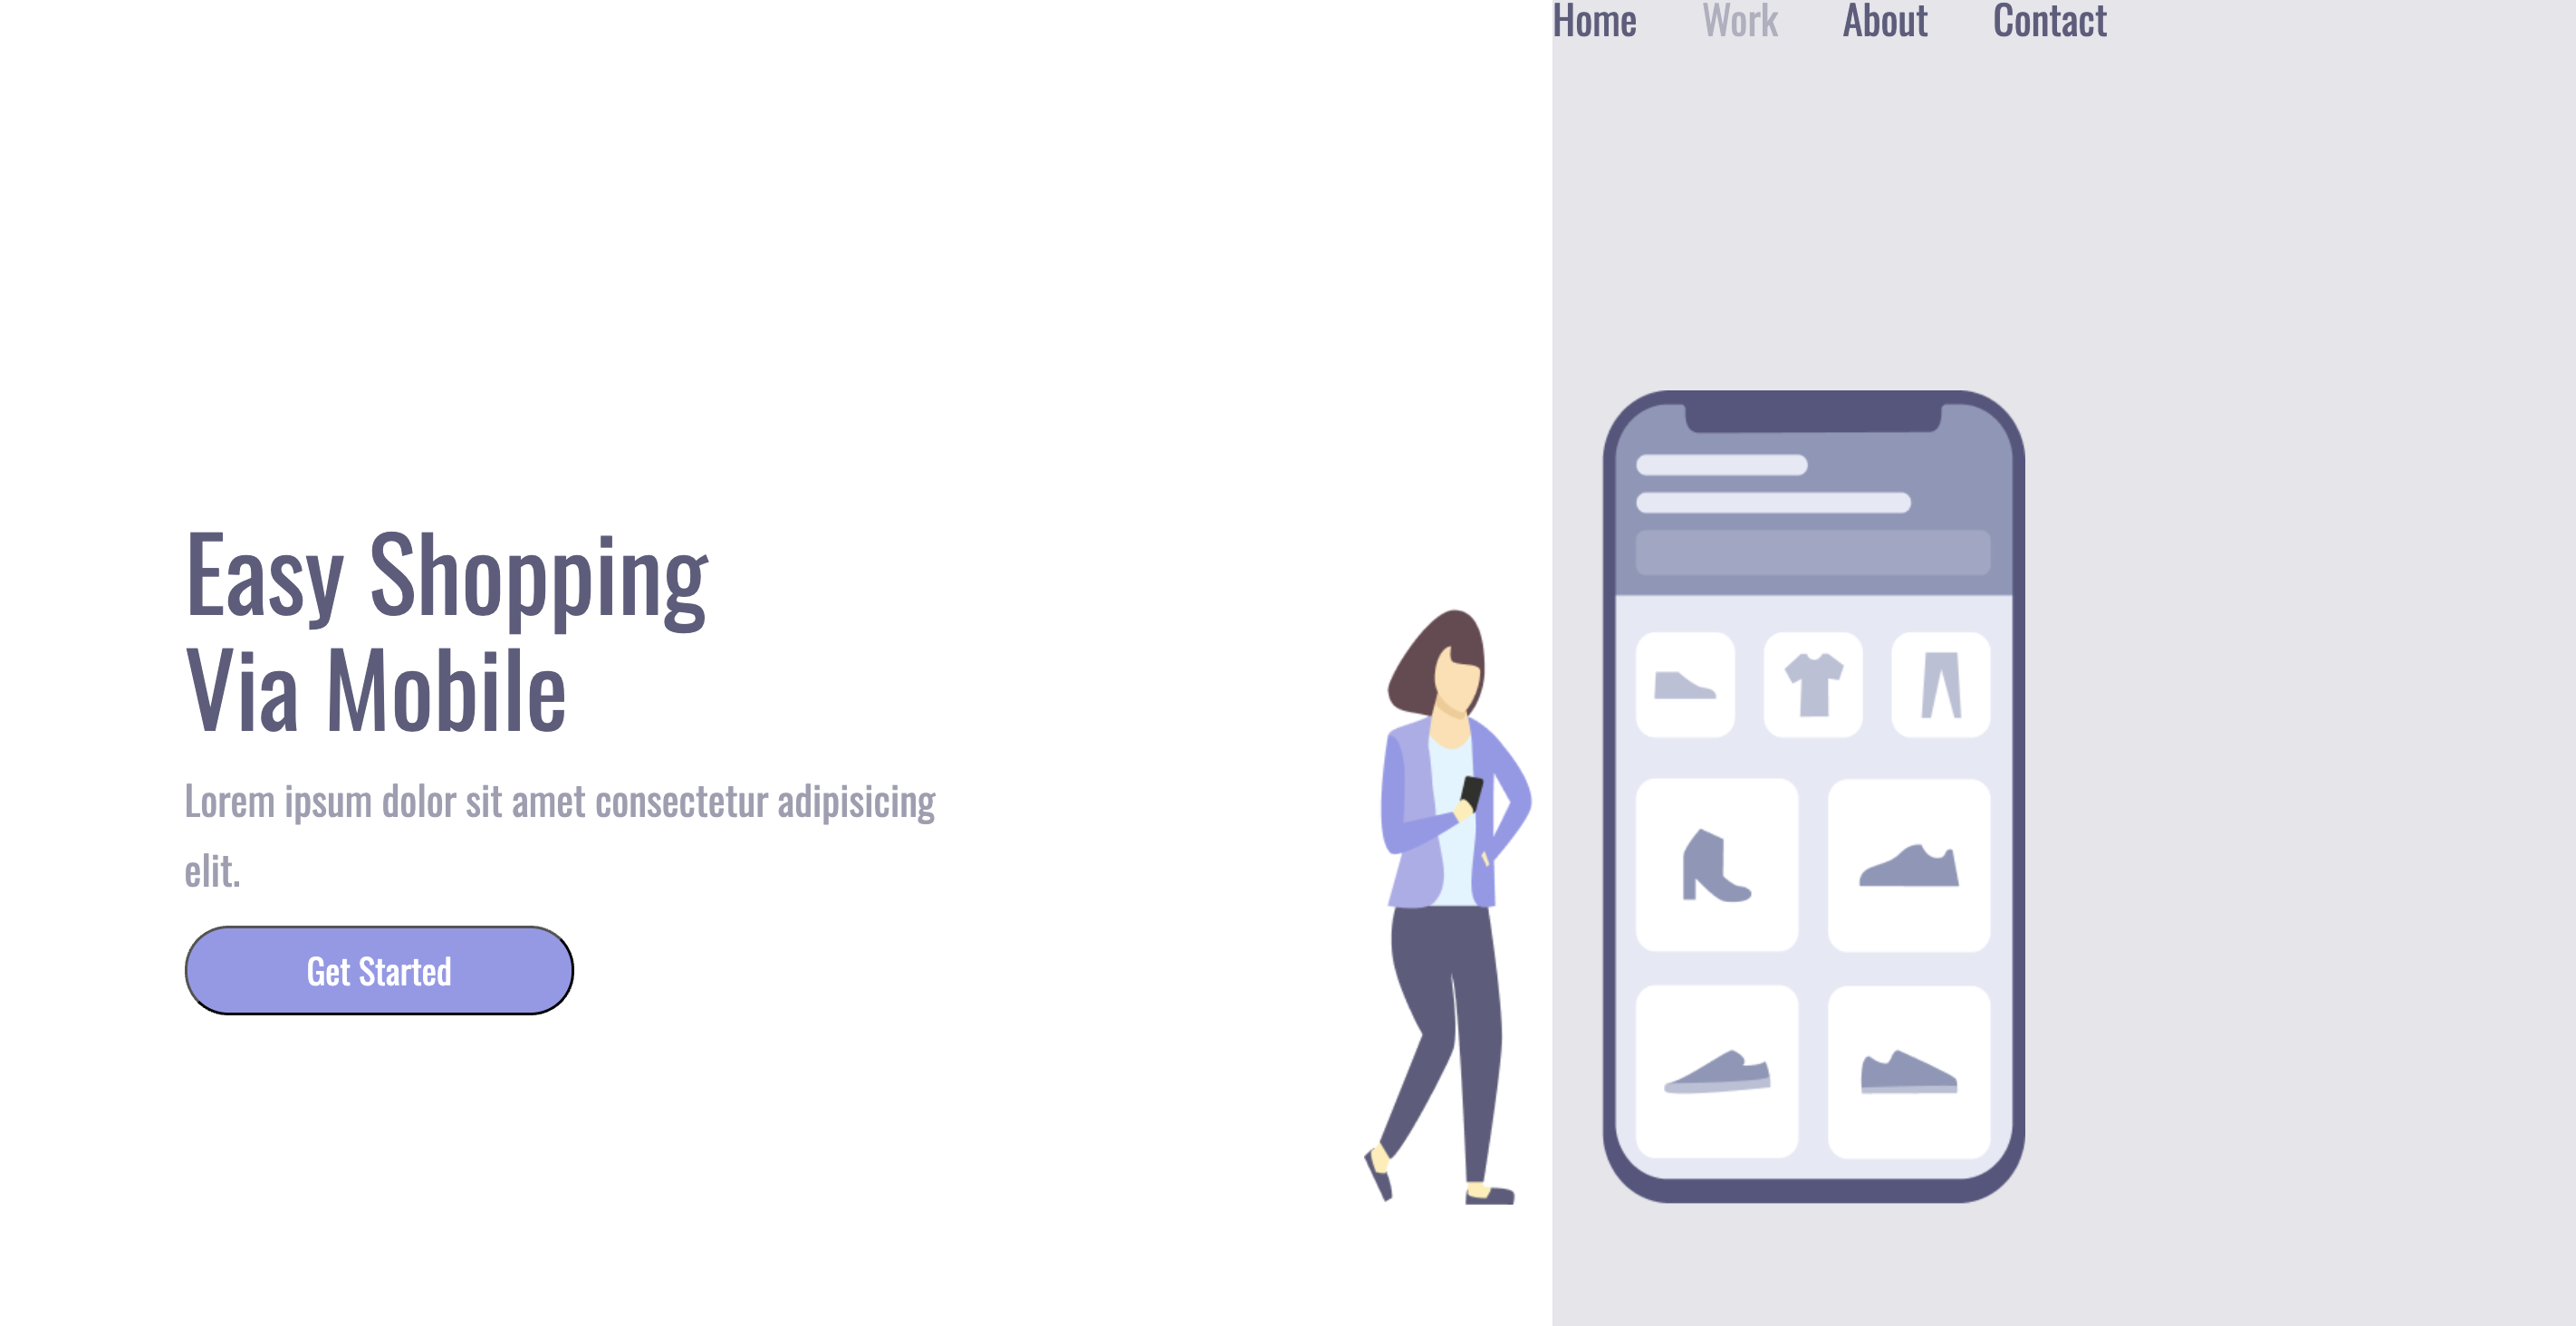 Home Work About Contact
Easy Shopping
Via Mobile
Lorem ipsum dolor sit amet consectetur adipisicing
elit.
Get Started